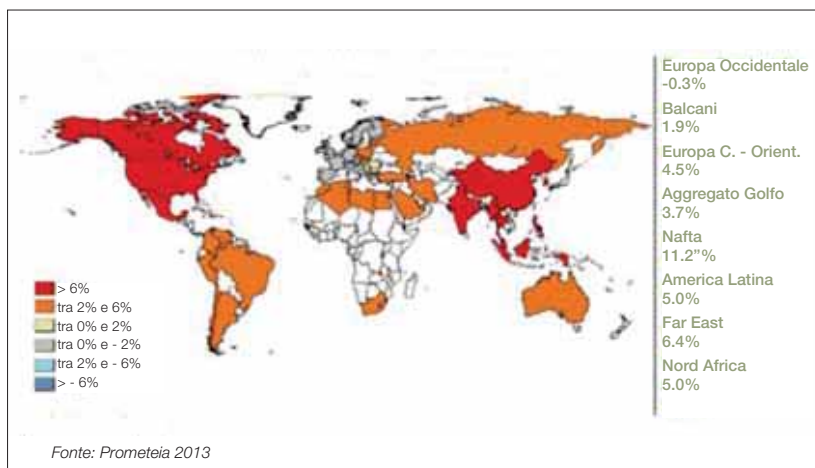 Europa Occidentale
-0.3%
Balcani
1.9%
Europa C. - Orient.
4.5%
Aggregato Golfo
3.7%
Nafta
11.2”%
America Latina
5.0%
Far East
6.4%
Nord Africa
5.0%
> 6%
tra 2% e 6%
tra 0% e 2%
tra 0% e - 2%
tra 2% e - 6%
> - 6%
Fonte: Prometeia 2013